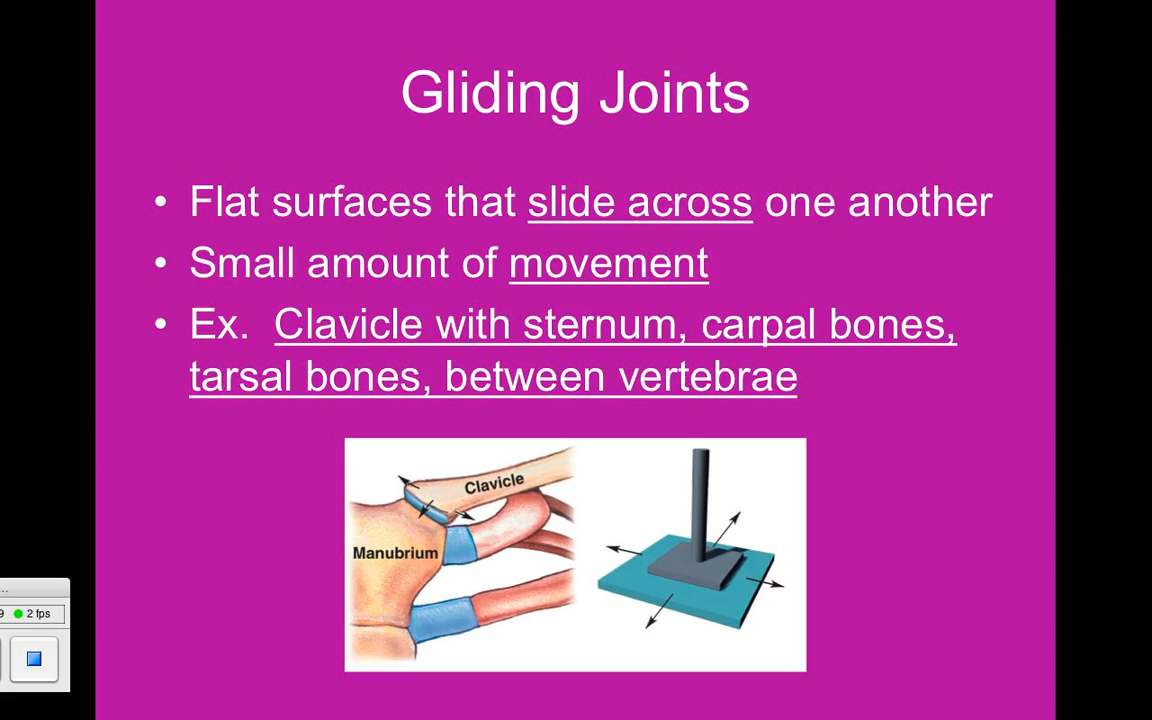 Gliding Joints
• Flat surfaces that slide across one another
• Small amount of movement
• Ex.  Clavicle with sternum, carpal bones,
tarsal bones, between vertebrae
Clavicle
Manubrium
...
9 2 fps